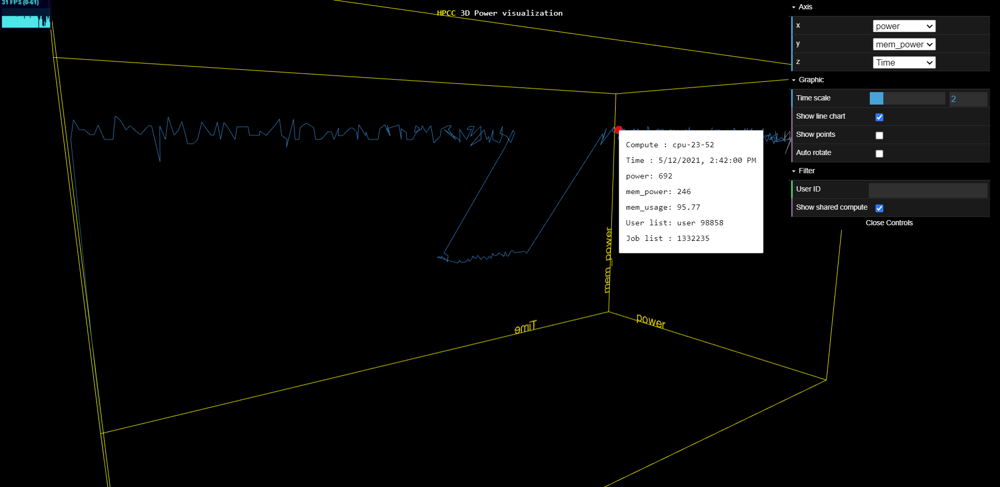 31 FPS (0-61)
HPCC 3D Power visualization
Axis
x
power
y
mem_power
z
Time
Graphic
Time scale
2
Show line chart
Show points
Auto rotate
Filter
User ID
Show shared compute
Close Controls
Compute : cpu-23-52
Time : 5/12/2021, 2:42:00 PM
power: 692
mem_power: 246
mem_usage: 95.77
User list: user 98858
Job list : 1332235
mem_power
Time
power